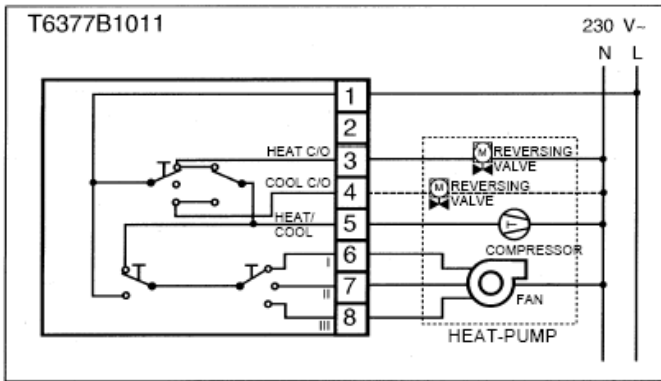 T6377B1011
230 V~
N L
1
2
HEAT C/O 3 REVERSING
VALVE
COOL C/O 4 REVERSING
VALVE
HEAT/
COOL 5
COMPRESSOR
I 6
II 7
FAN
III 8
HEAT-PUMP
M
M
T
T
T
T